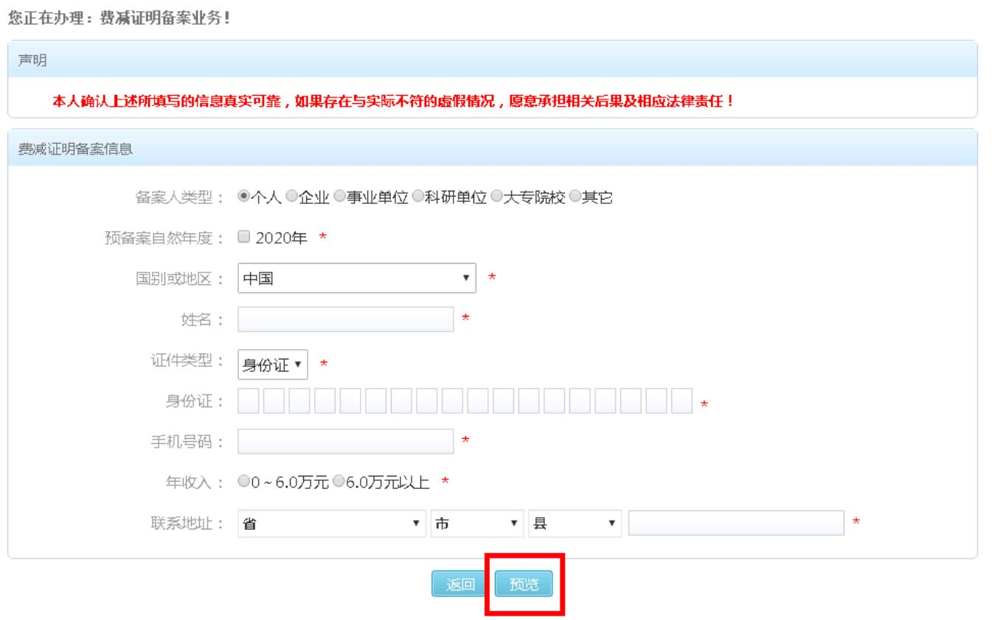 您正在办理：费减证明备案业务！
声明
本人确认上述所填写的信息真实可靠，如果存在与实际不符的虚假情况，愿意承担相关后果及相应法律责任！
费减证明备案信息
备案人类型： 个人 企业 事业单位 科研单位 大专院校 其它
预备案自然年度： 2020年 *
国别或地区： 中国 *
姓名： *
证件类型： 身份证 *
身份证： *
手机号码： *
年收入： 0~6.0万元 6.0万元以上 *
联系地址： 省 市 县 *
返回 预览